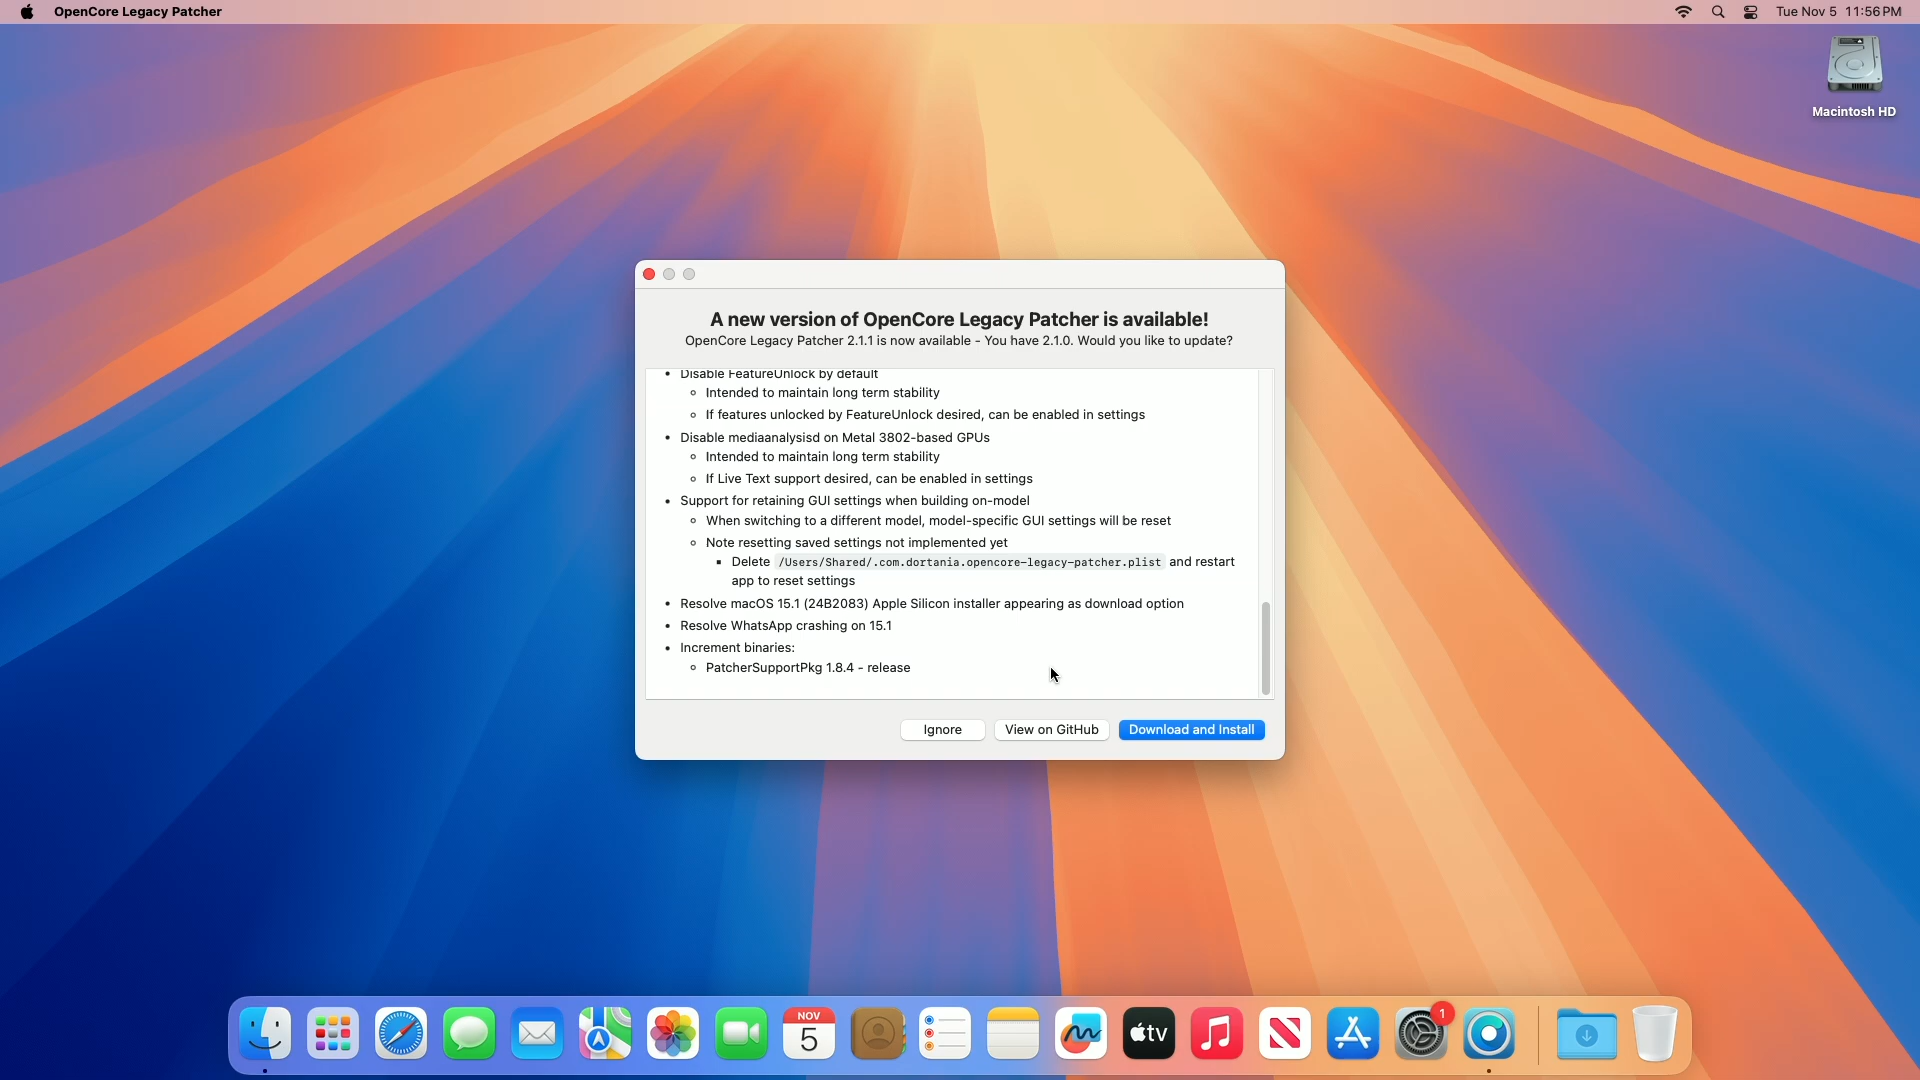 OpenCore Legacy Patcher
Tue Nov 5 11:56 PM
Macintosh HD
A new version of OpenCore Legacy Patcher is available!
OpenCore Legacy Patcher 2.1.1 is now available - You have 2.1.0. Would you like to update?
• Disable FeatureUnlock by default
◦ Intended to maintain long term stability
◦ If features unlocked by FeatureUnlock desired, can be enabled in settings
• Disable mediaanalysisd on Metal 3802-based GPUs
◦ Intended to maintain long term stability
◦ If Live Text support desired, can be enabled in settings
• Support for retaining GUI settings when building on-model
◦ When switching to a different model, model-specific GUI settings will be reset
◦ Note resetting saved settings not implemented yet
▪ Delete /Users/Shared/.com.dortania.opencore-legacy-patcher.plist and restart
app to reset settings
• Resolve macOS 15.1 (24B2083) Apple Silicon installer appearing as download option
• Resolve WhatsApp crashing on 15.1
• Increment binaries:
◦ PatcherSupportPkg 1.8.4 - release
Ignore
View on GitHub
Download and Install
NOV
5
tv
1